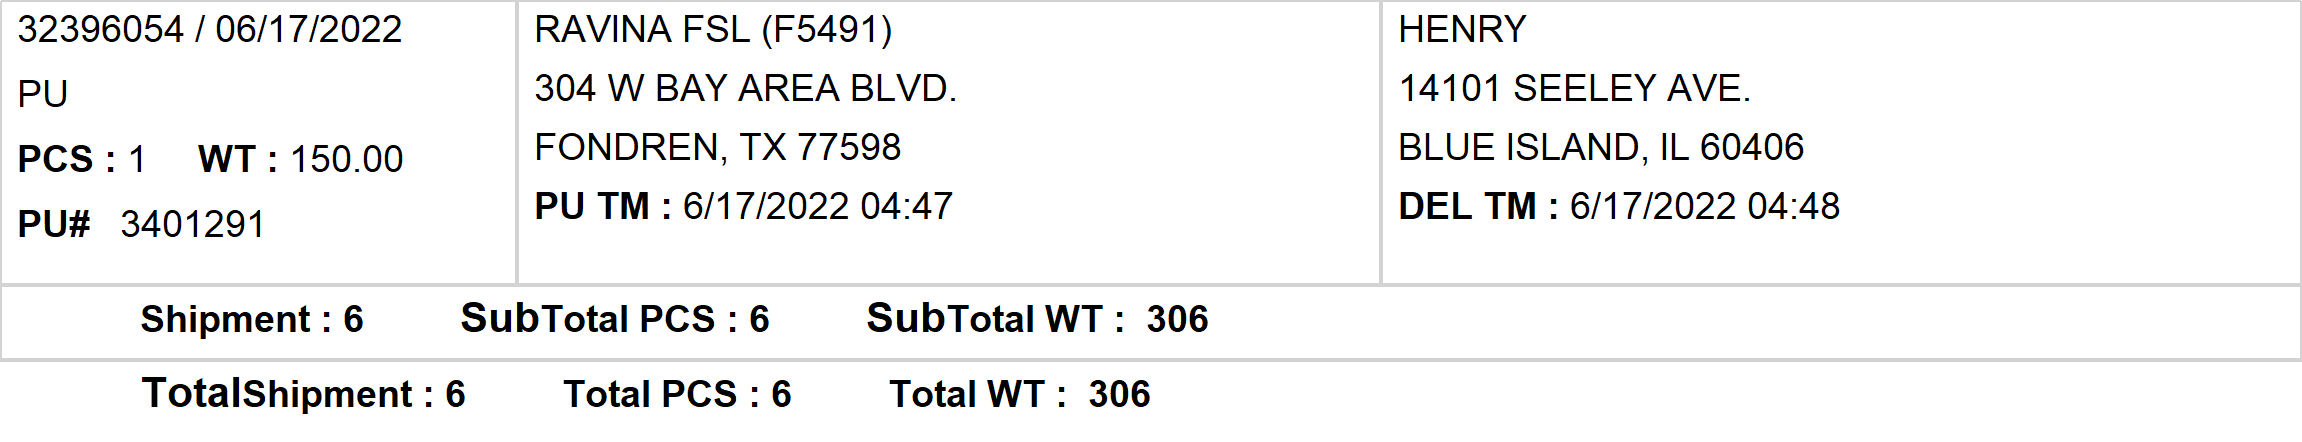 32396054 / 06/17/2022
PU
PCS : 1 WT : 150.00
PU# 3401291
RAVINA FSL (F5491)
304 W BAY AREA BLVD.
FONDREN, TX 77598
PU TM : 6/17/2022 04:47
HENRY
14101 SEELEY AVE.
BLUE ISLAND, IL 60406
DEL TM : 6/17/2022 04:48
Shipment : 6 SubTotal PCS : 6 SubTotal WT : 306
TotalShipment : 6 Total PCS : 6 Total WT : 306